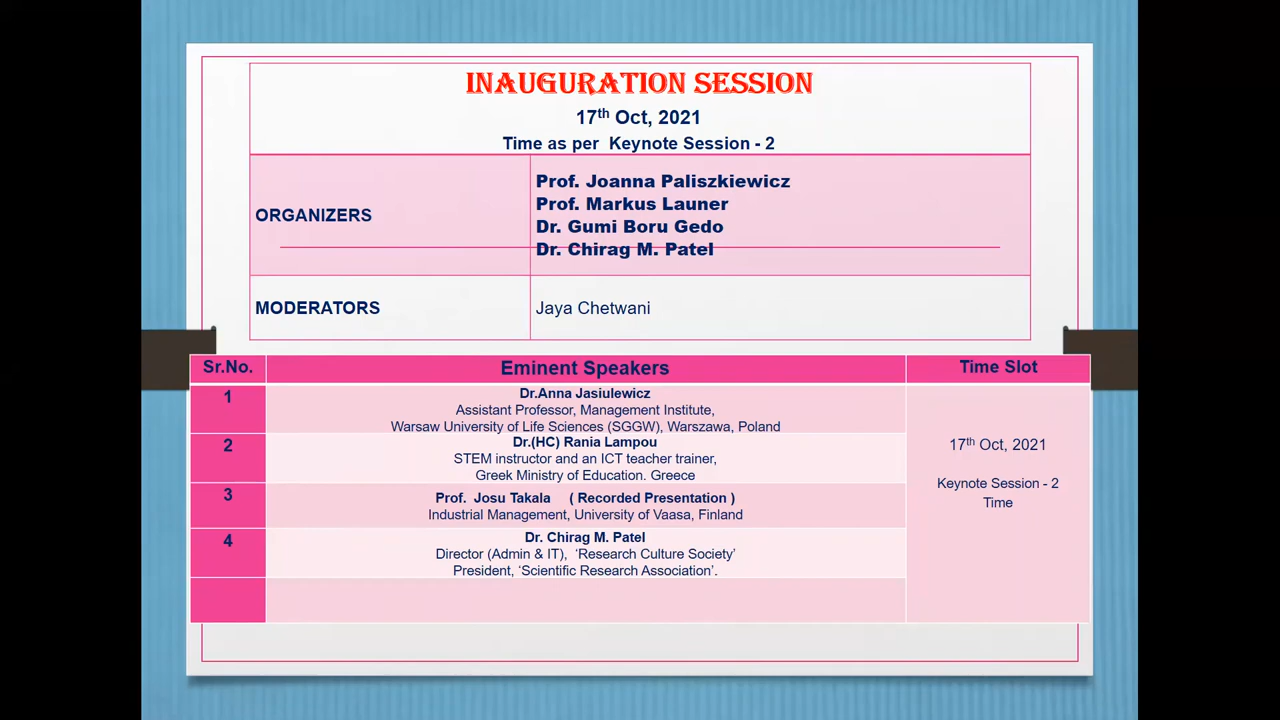 INAUGURATION SESSION
17th Oct, 2021
Time as per Keynote Session - 2
ORGANIZERS
Prof. Joanna Paliszkiewicz
Prof. Markus Launer
Dr. Gumi Boru Gedo
Dr. Chirag M. Patel
MODERATORS
Jaya Chetwani
Sr.No.
Eminent Speakers
Time Slot
1
Dr.Anna Jasiulewicz
Assistant Professor, Management Institute,
Warsaw University of Life Sciences (SGGW), Warszawa, Poland
2
Dr.(HC) Rania Lampou
STEM instructor and an ICT teacher trainer,
Greek Ministry of Education. Greece
3
Prof. Josu Takala ( Recorded Presentation )
Industrial Management, University of Vaasa, Finland
4
Dr. Chirag M. Patel
Director (Admin & IT), ‘Research Culture Society’
President, ‘Scientific Research Association’.
17th Oct, 2021
Keynote Session - 2
Time